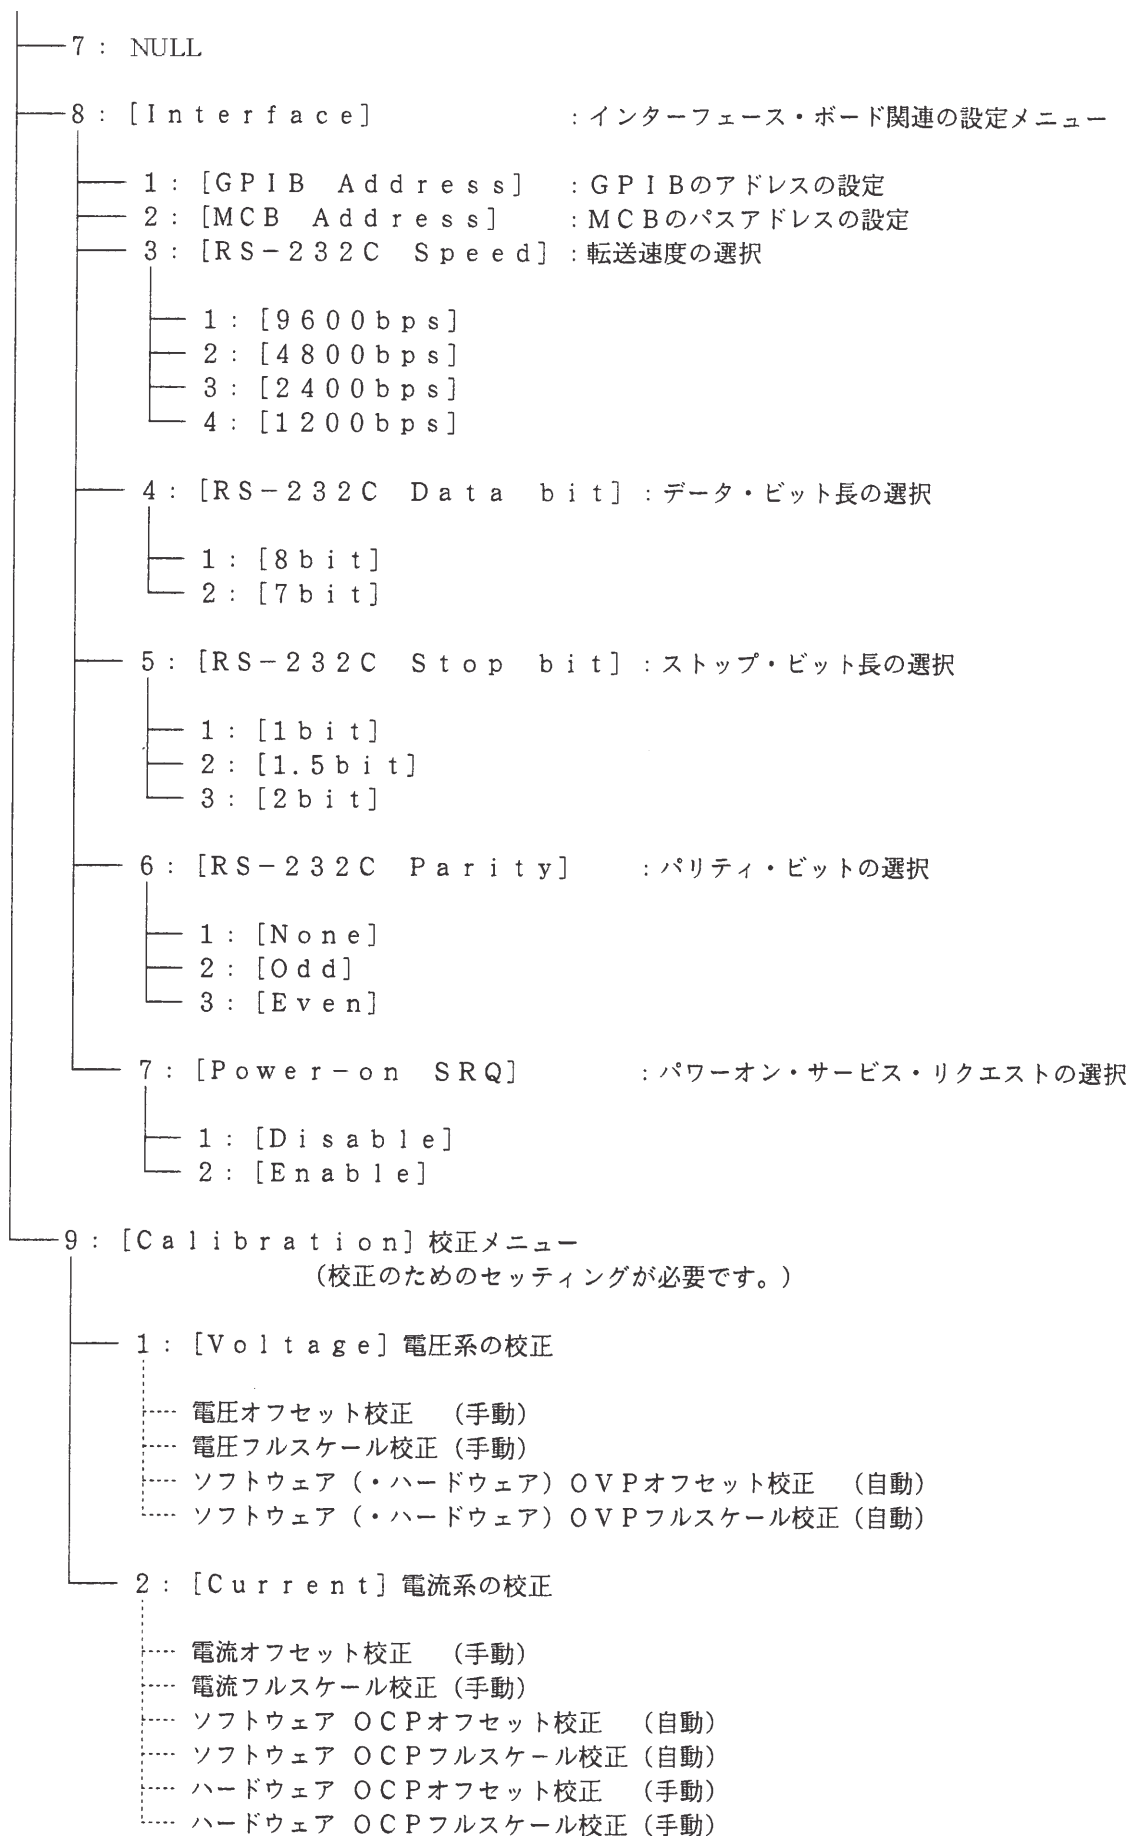 7： NULL
8：[Interface] ：インターフェース・ボード関連の設定メニュー
1：[GPIB Address] ：GPIBのアドレスの設定
2：[MCB Address] ：MCBのパスアドレスの設定
3：[RS－232C Speed]：転送速度の選択
1：[9600bps]
2：[4800bps]
3：[2400bps]
4：[1200bps]
4：[RS－232C Data bit]：データ・ビット長の選択
1：[8bit]
2：[7bit]
5：[RS－232C Stop bit]：ストップ・ビット長の選択
1：[1bit]
2：[1.5bit]
3：[2bit]
6：[RS－232C Parity] ：パリティ・ビットの選択
1：[None]
2：[Odd]
3：[Even]
7：[Power－on SRQ] ：パワーオン・サービス・リクエストの選択
1：[Disable]
2：[Enable]
9：[Calibration]校正メニュー
（校正のためのセッティングが必要です。）
1：[Voltage]電圧系の校正
電圧オフセット校正 （手動）
電圧フルスケール校正（手動）
ソフトウェア（・ハードウェア）OVPオフセット校正 （自動）
ソフトウェア（・ハードウェア）OVPフルスケール校正（自動）
2：[Current]電流系の校正
電流オフセット校正 （手動）
電流フルスケール校正（手動）
ソフトウェア OCPオフセット校正 （自動）
ソフトウェア OCPフルスケール校正（自動）
ハードウェア OCPオフセット校正 （手動）
ハードウェア OCPフルスケール校正（手動）